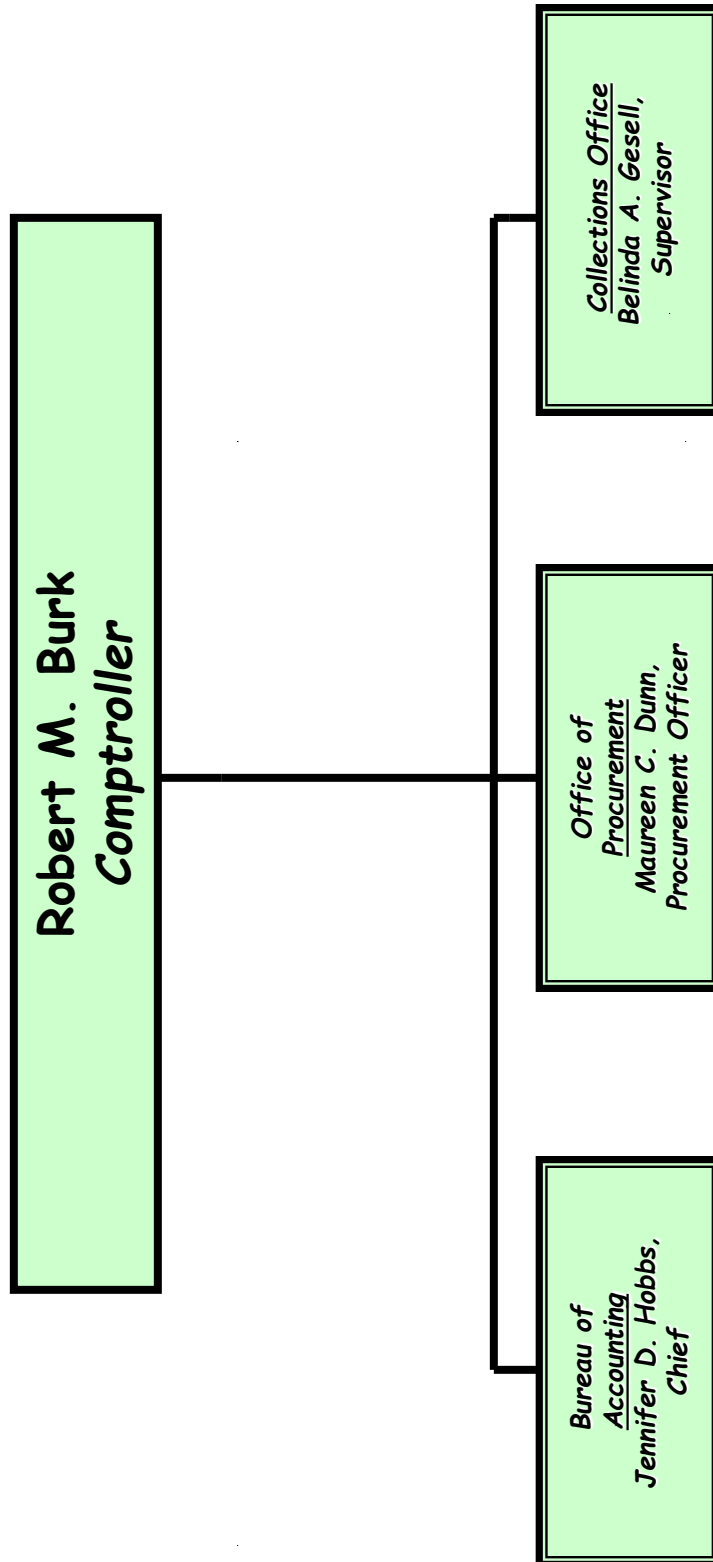 Robert M. Burk
Comptroller
Bureau of
Accounting
Jennifer D. Hobbs,
Chief
Office of
Procurement
Maureen C. Dunn,
Procurement Officer
Collections Office
Belinda A. Gesell,
Supervisor